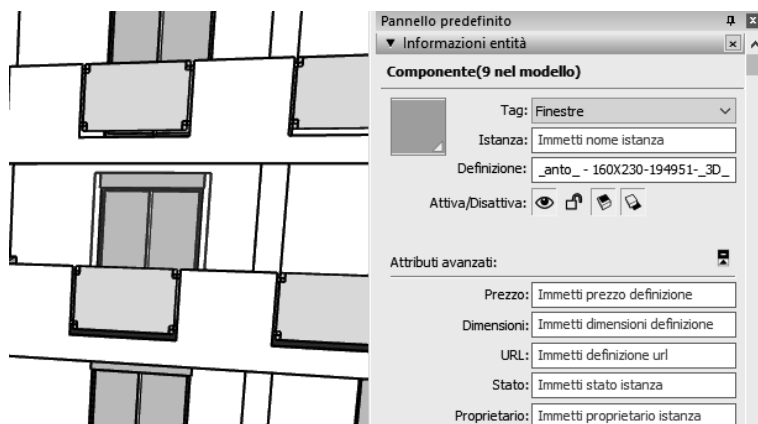 Pannello predefinito
Informazioni entità
Componente(9 nel modello)
Tag: Finestre
Istanza: Immetti nome istanza
Definizione: _anto_ - 160X230-194951-_3D_
Attiva/Disattiva:
Attributi avanzati:
Prezzo: Immetti prezzo definizione
Dimensioni: Immetti dimensioni definizione
URL: Immetti definizione url
Stato: Immetti stato istanza
Proprietario: Immetti proprietario istanza